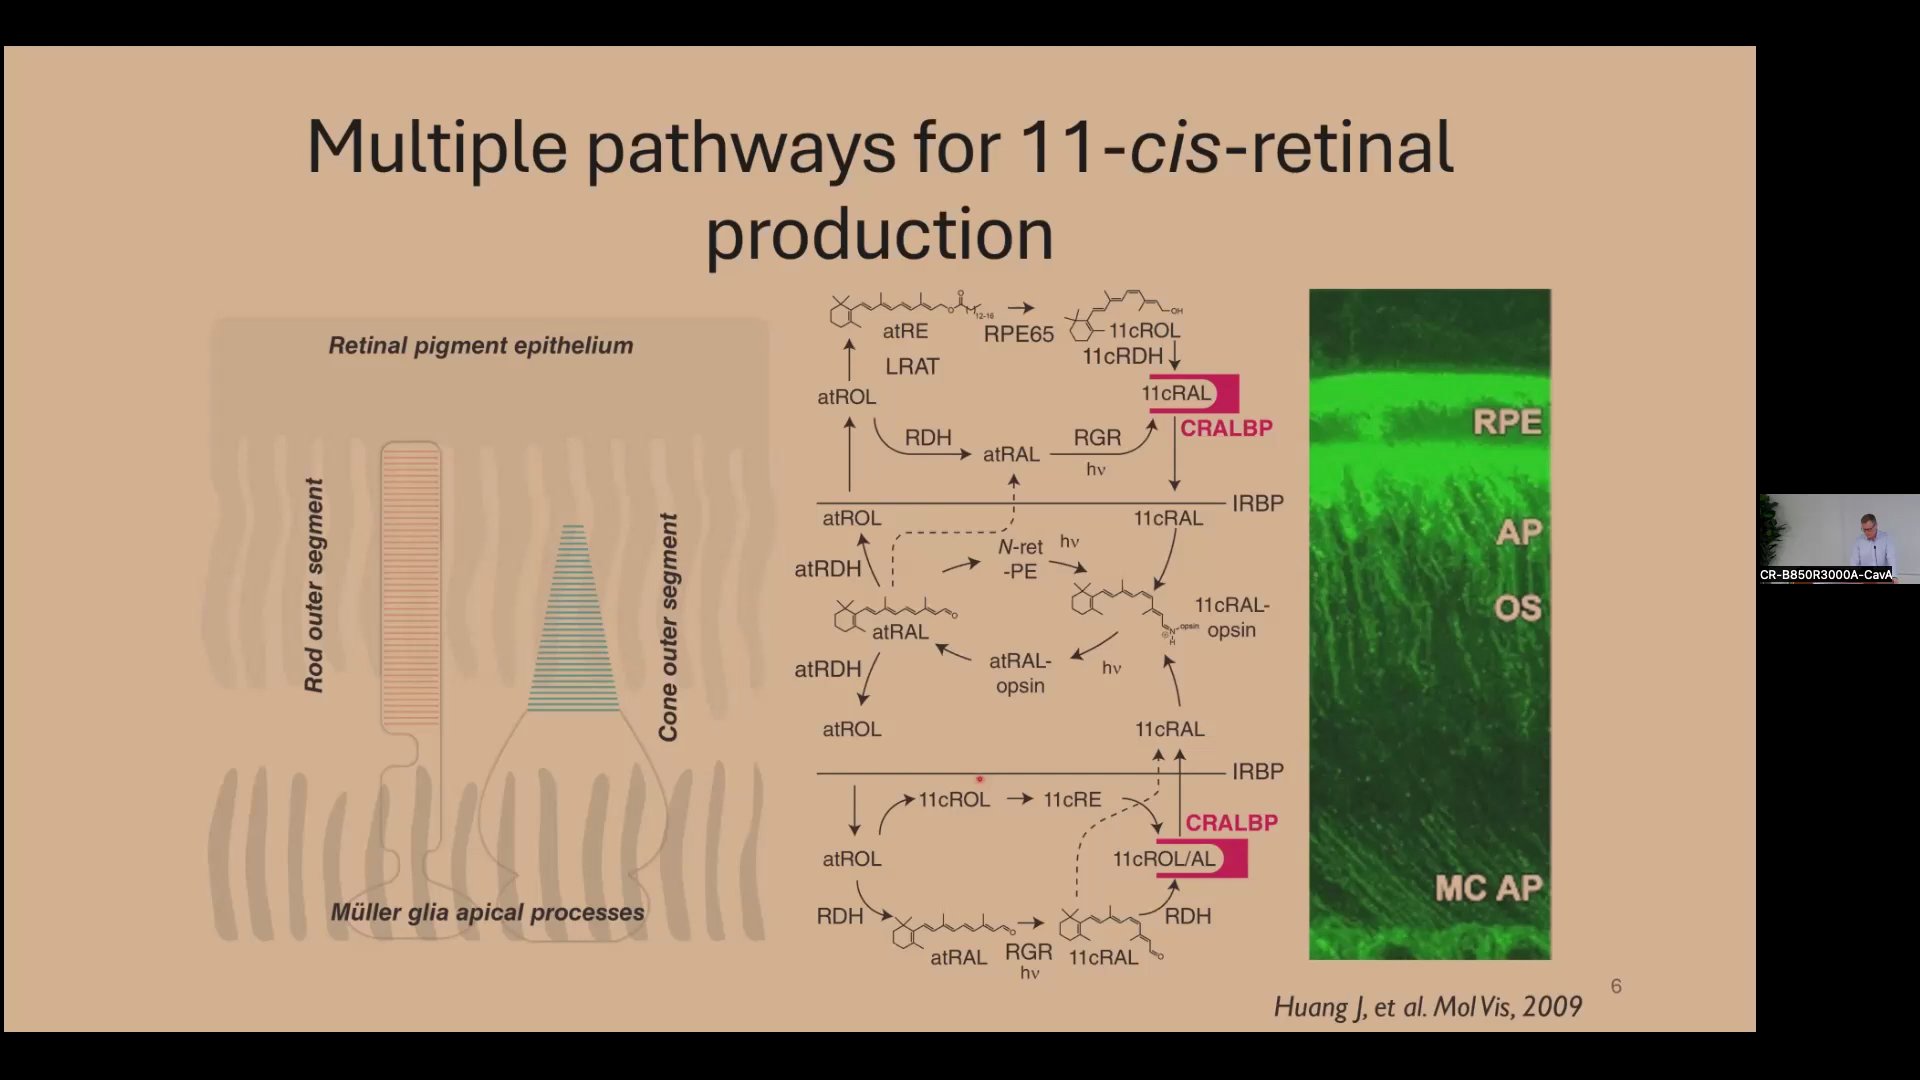 Multiple pathways for 11-cis-retinal
production
Retinal pigment epithelium
Rod outer segment
Cone outer segment
Müller glia apical processes
O
O
12-16
OH
atRE
RPE65
11cROL
LRAT
11cRDH
atROL
11cRAL
CRALBP
RDH
atRAL
RGR
hν
IRBP
atROL
11cRAL
atRDH
N-ret
-PE
hν
O
atRAL
11cRAL-
opsin
N
H
opsin
atRDH
atRAL-
opsin
hν
atROL
11cRAL
IRBP
11cROL
11cRE
CRALBP
atROL
11cROL/AL
RDH
RDH
O
atRAL
RGR
hν
11cRAL
O
RPE
AP
OS
MC AP
6
Huang J, et al. Mol Vis, 2009
CR-B850R3000A-CavA